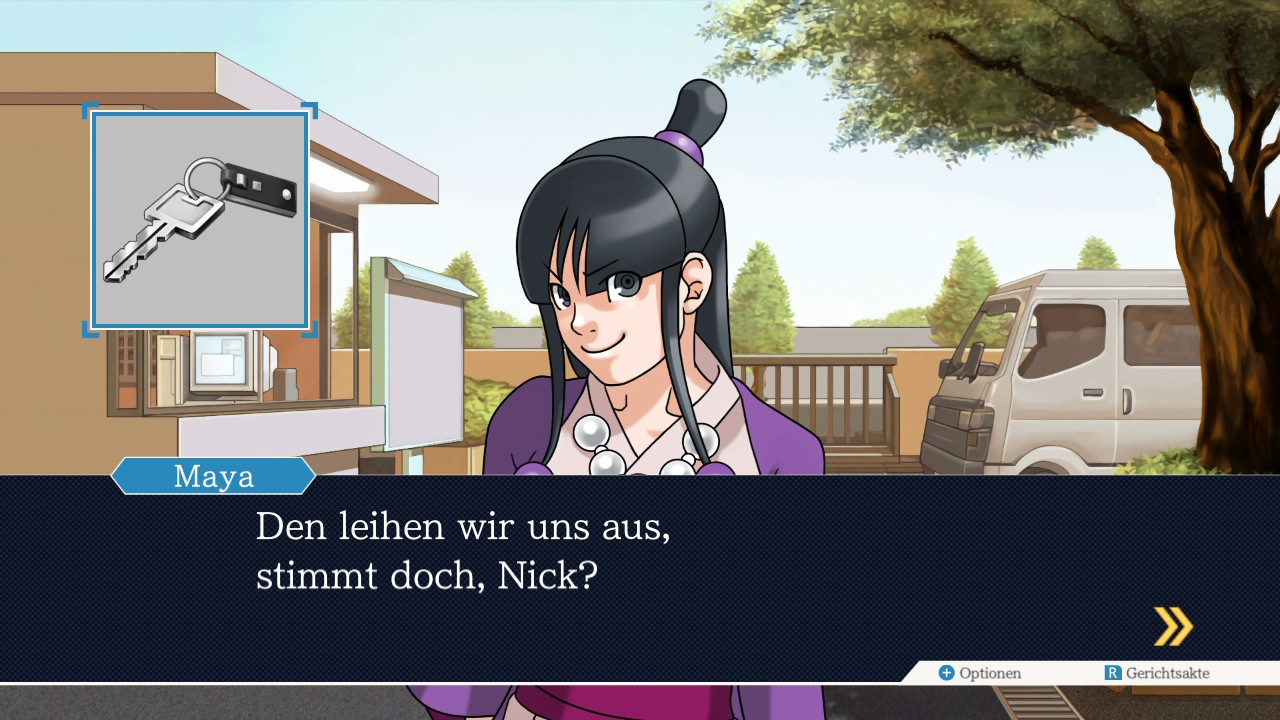 Maya
Den leihen wir uns aus,
stimmt doch, Nick?
+ Optionen
R Gerichtsakte